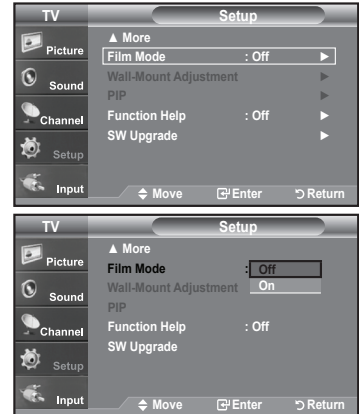 TV Setup
▲ More
Picture
Film Mode : Off ►
Wall-Mount Adjustment ►
Sound
PIP ►
Channel
Function Help : Off ►
SW Upgrade ►
Setup
Input
Move Enter Return
TV Setup
▲ More
Picture
Film Mode : Off
Wall-Mount Adjustment On
Sound
PIP
Channel
Function Help : Off
SW Upgrade
Setup
Input
Move Enter Return